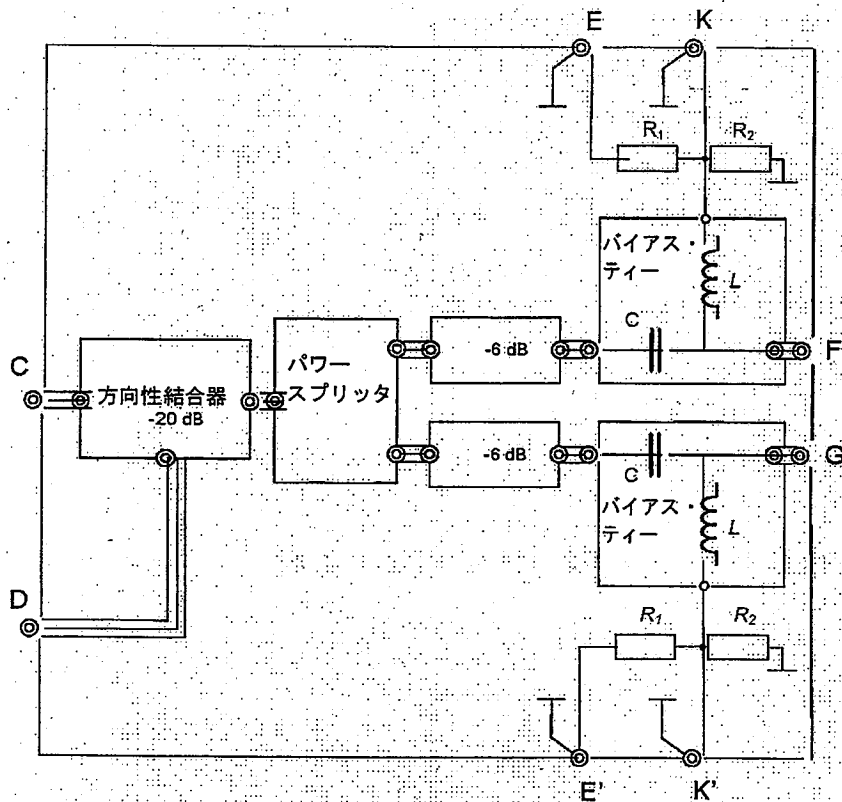 E
K
R₁
R₂
バイアス・
ティー
L
C
-6 dB
F
パワー
スプリッタ
C
方向性結合器
-20 dB
-6 dB
G
C
バイアス・
ティー
L
D
R₁
R₂
E'
K'